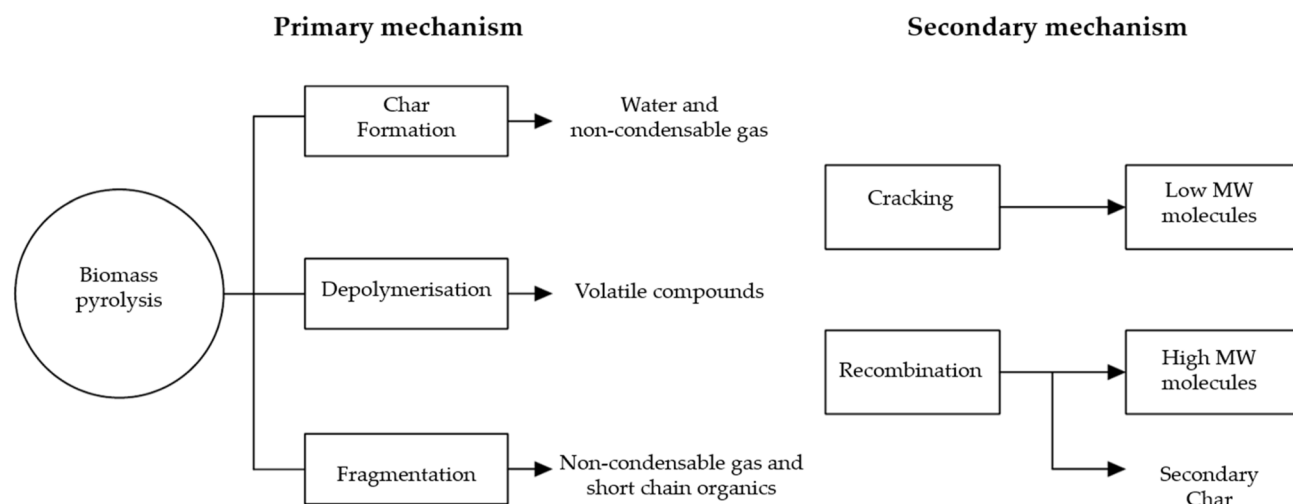 Primary mechanism
Secondary mechanism
Char
Formation
Water and
non-condensable gas
Biomass
pyrolysis
Depolymerisation
Volatile compounds
Fragmentation
Non-condensable gas and
short chain organics
Cracking
Low MW
molecules
Recombination
High MW
molecules
Secondary
Char